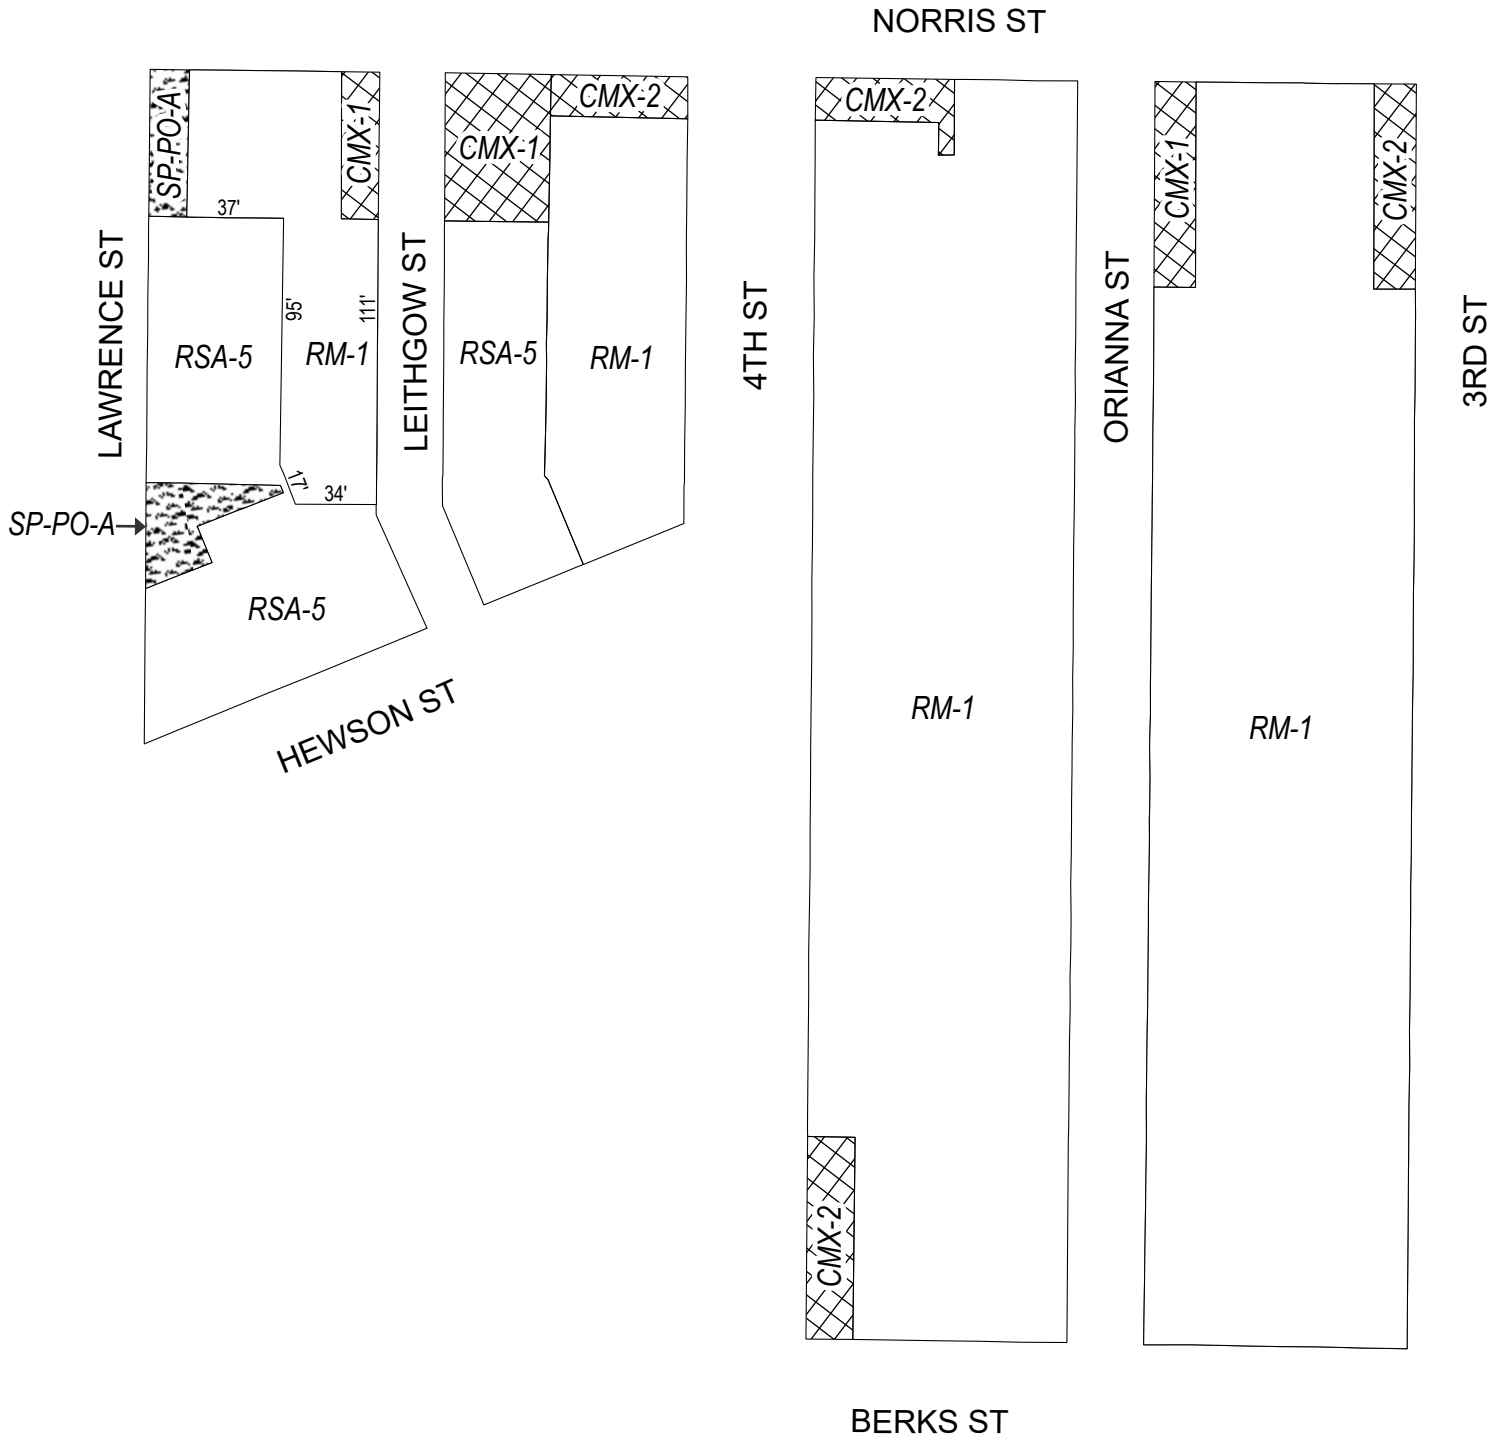 NORRIS ST
SP-PO-A
CMX-1
CMX-1
CMX-2
CMX-2
CMX-1
CMX-2
37'
LAWRENCE ST
RSA-5
95'
RM-1
111'
LEITHGOW ST
RSA-5
RM-1
4TH ST
ORIANNA ST
3RD ST
17'
34'
SP-PO-A
RSA-5
HEWSON ST
RM-1
RM-1
CMX-2
BERKS ST